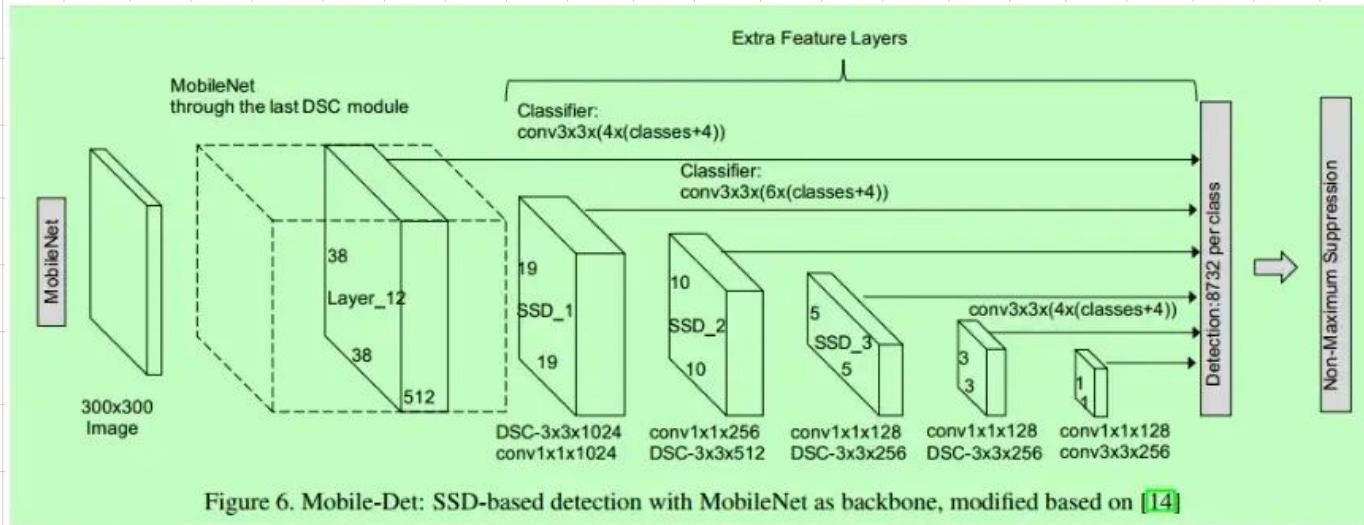 Extra Feature Layers
MobileNet
through the last DSC module
Classifier:
conv3x3x(4x(classes+4))
Classifier:
conv3x3x(6x(classes+4))
MobileNet
300x300
Image
38
Layer_12
38
512
19
SSD_1
19
DSC-3x3x1024
conv1x1x1024
10
SSD_2
10
conv1x1x256
DSC-3x3x512
5
SSD_3
5
conv1x1x128
DSC-3x3x256
conv3x3x(4x(classes+4))
3
3
conv1x1x128
DSC-3x3x256
1
1
conv1x1x128
conv3x3x256
Detection:8732 per class
Non-Maximum Suppression
Figure 6. Mobile-Det: SSD-based detection with MobileNet as backbone, modified based on [14]